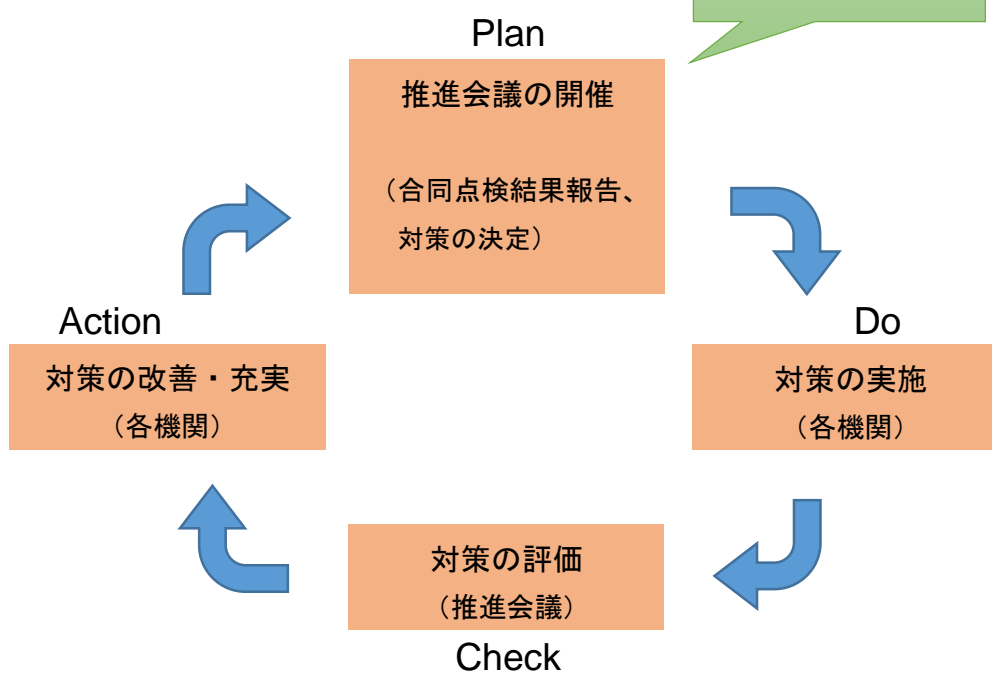 Plan
推進会議の開催
（合同点検結果報告、
対策の決定）
Action
対策の改善・充実
（各機関）
Do
対策の実施
（各機関）
対策の評価
（推進会議）
Check